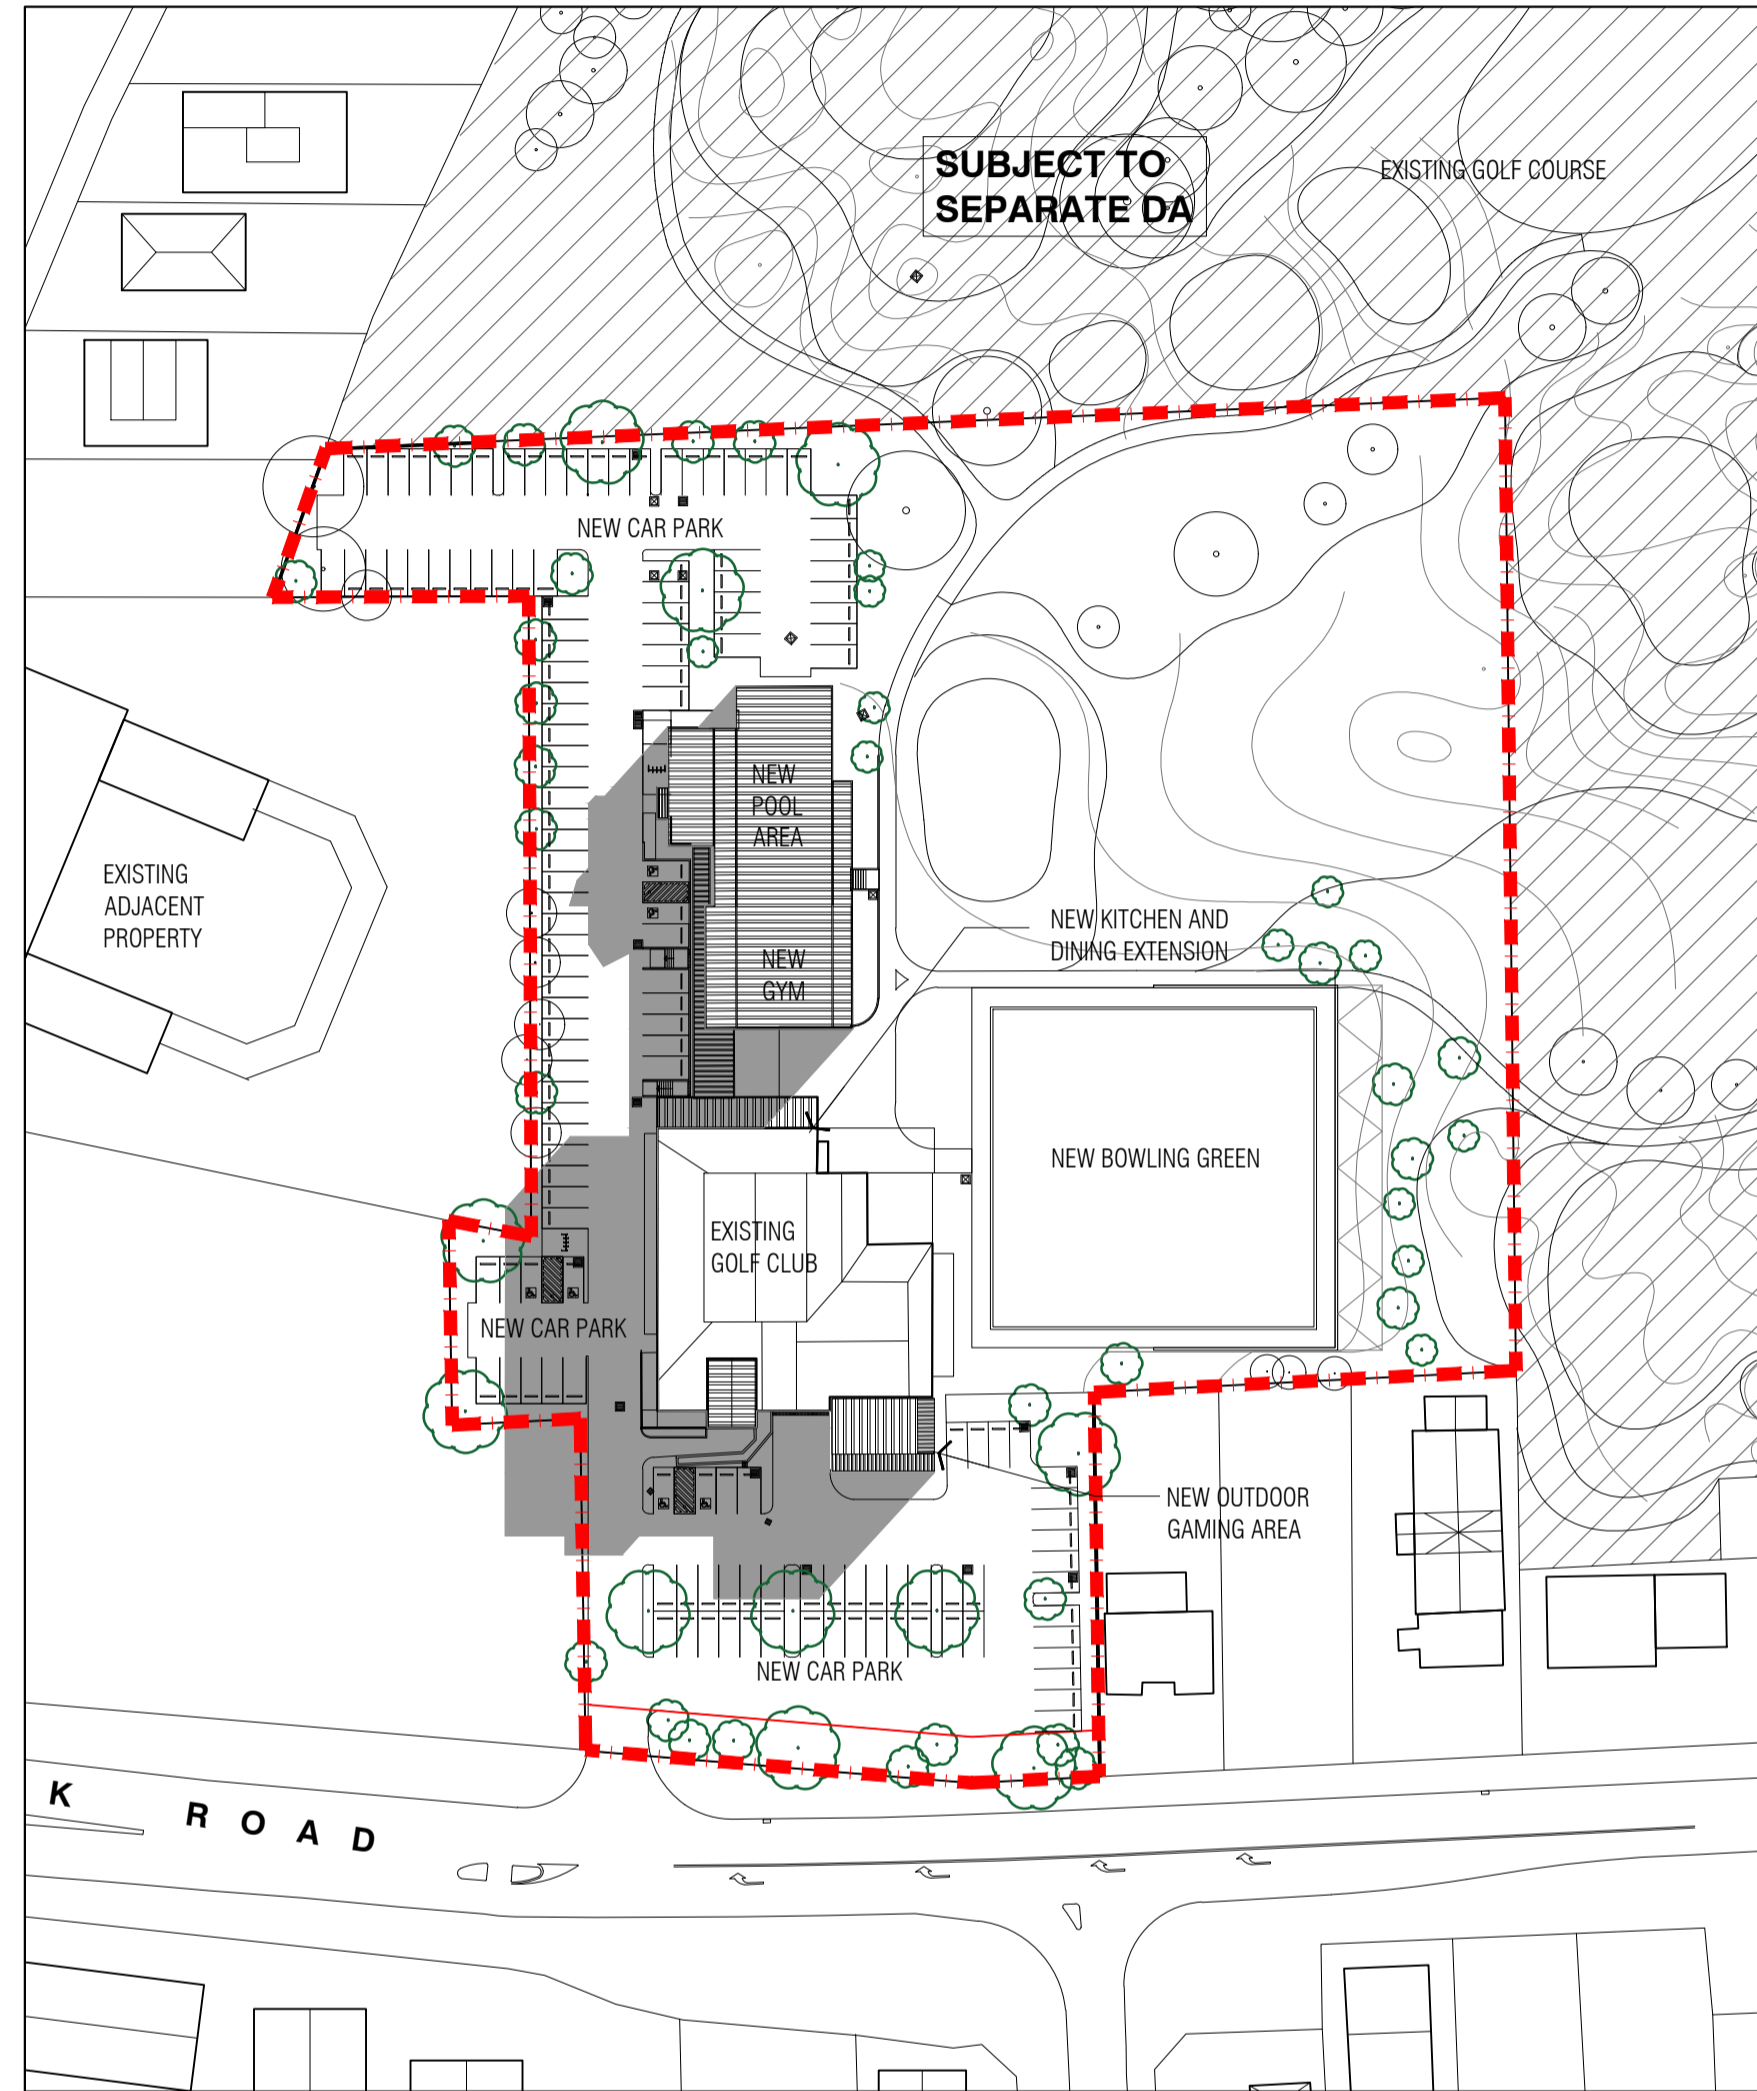 SUBJECT TO
SEPARATE DA
EXISTING GOLF COURSE
NEW CAR PARK
NEW
POOL
AREA
EXISTING
ADJACENT
PROPERTY
NEW KITCHEN AND
DINING EXTENSION
NEW
GYM
NEW BOWLING GREEN
EXISTING
GOLF CLUB
NEW CAR PARK
NEW OUTDOOR
GAMING AREA
NEW CAR PARK
K ROAD